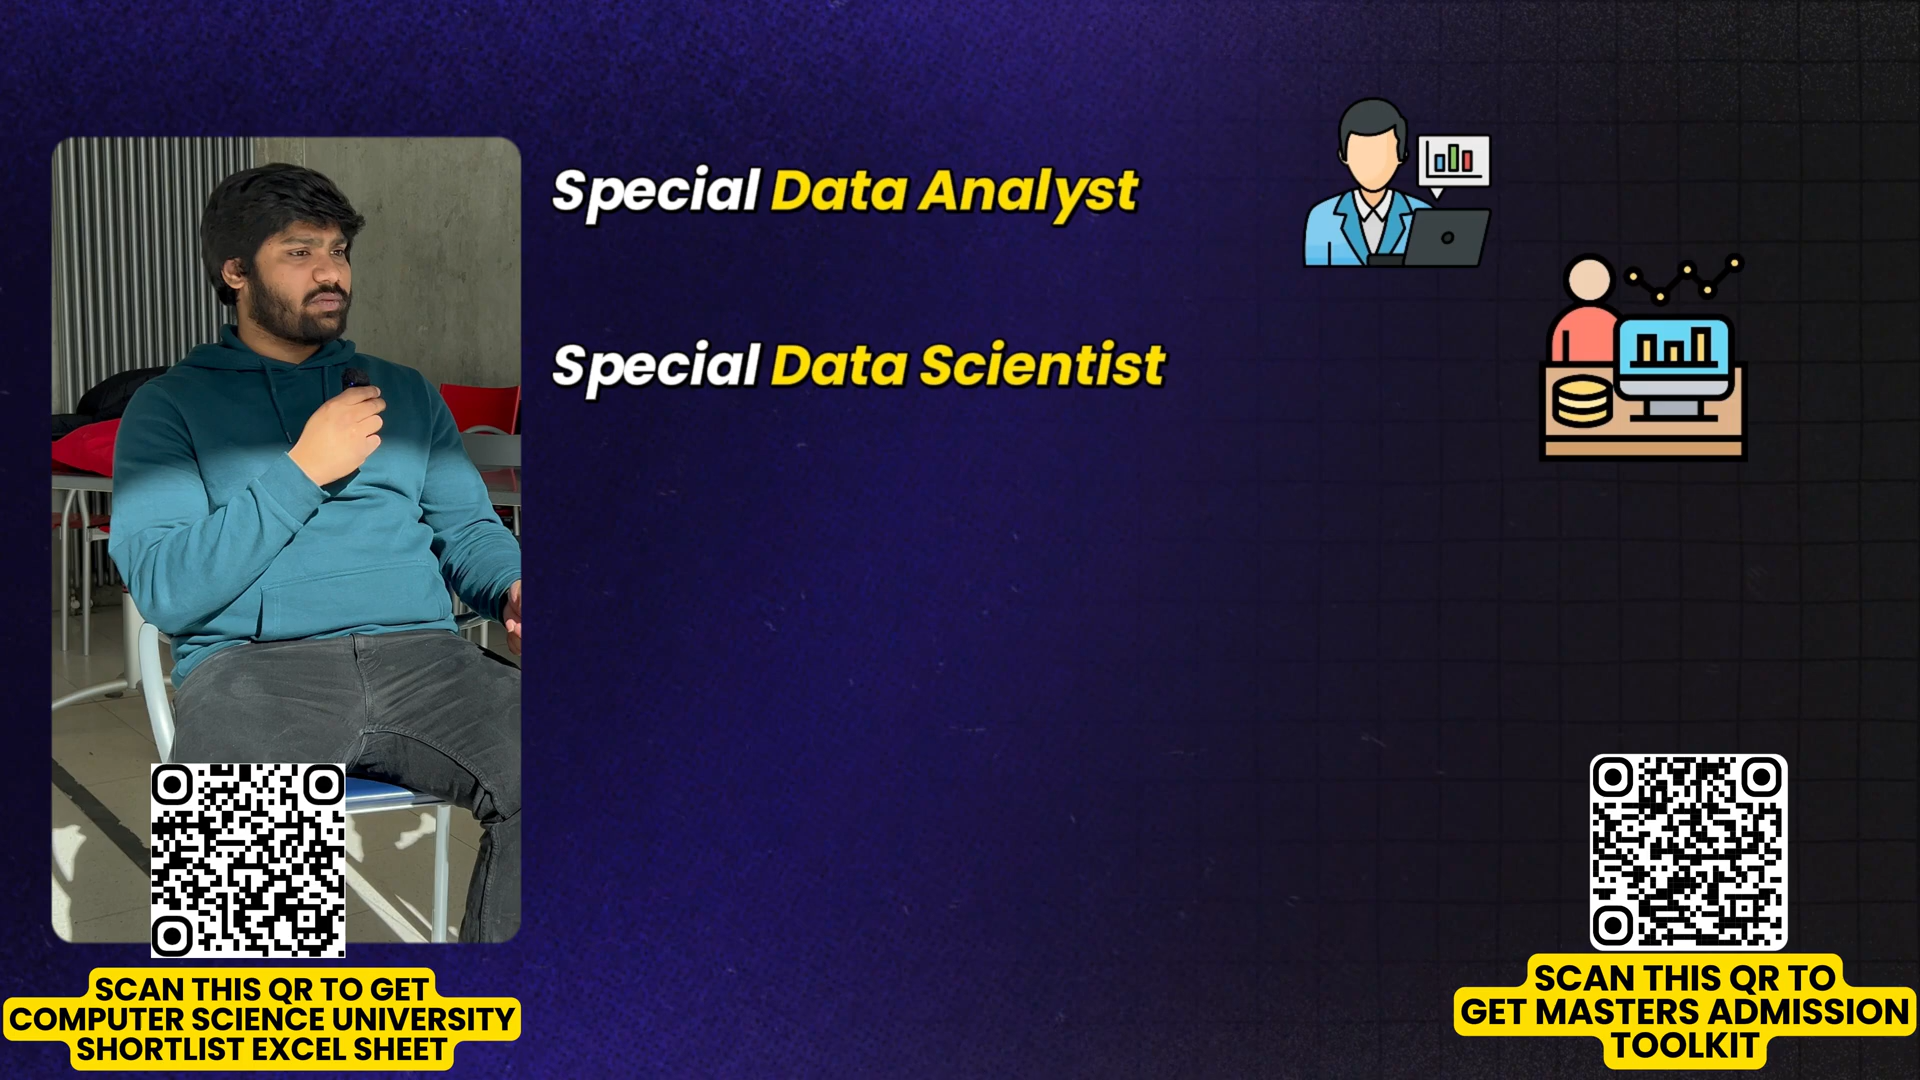 Special Data Analyst
Special Data Scientist
SCAN THIS QR TO GET
COMPUTER SCIENCE UNIVERSITY
SHORTLIST EXCEL SHEET
SCAN THIS QR TO
GET MASTERS ADMISSION
TOOLKIT